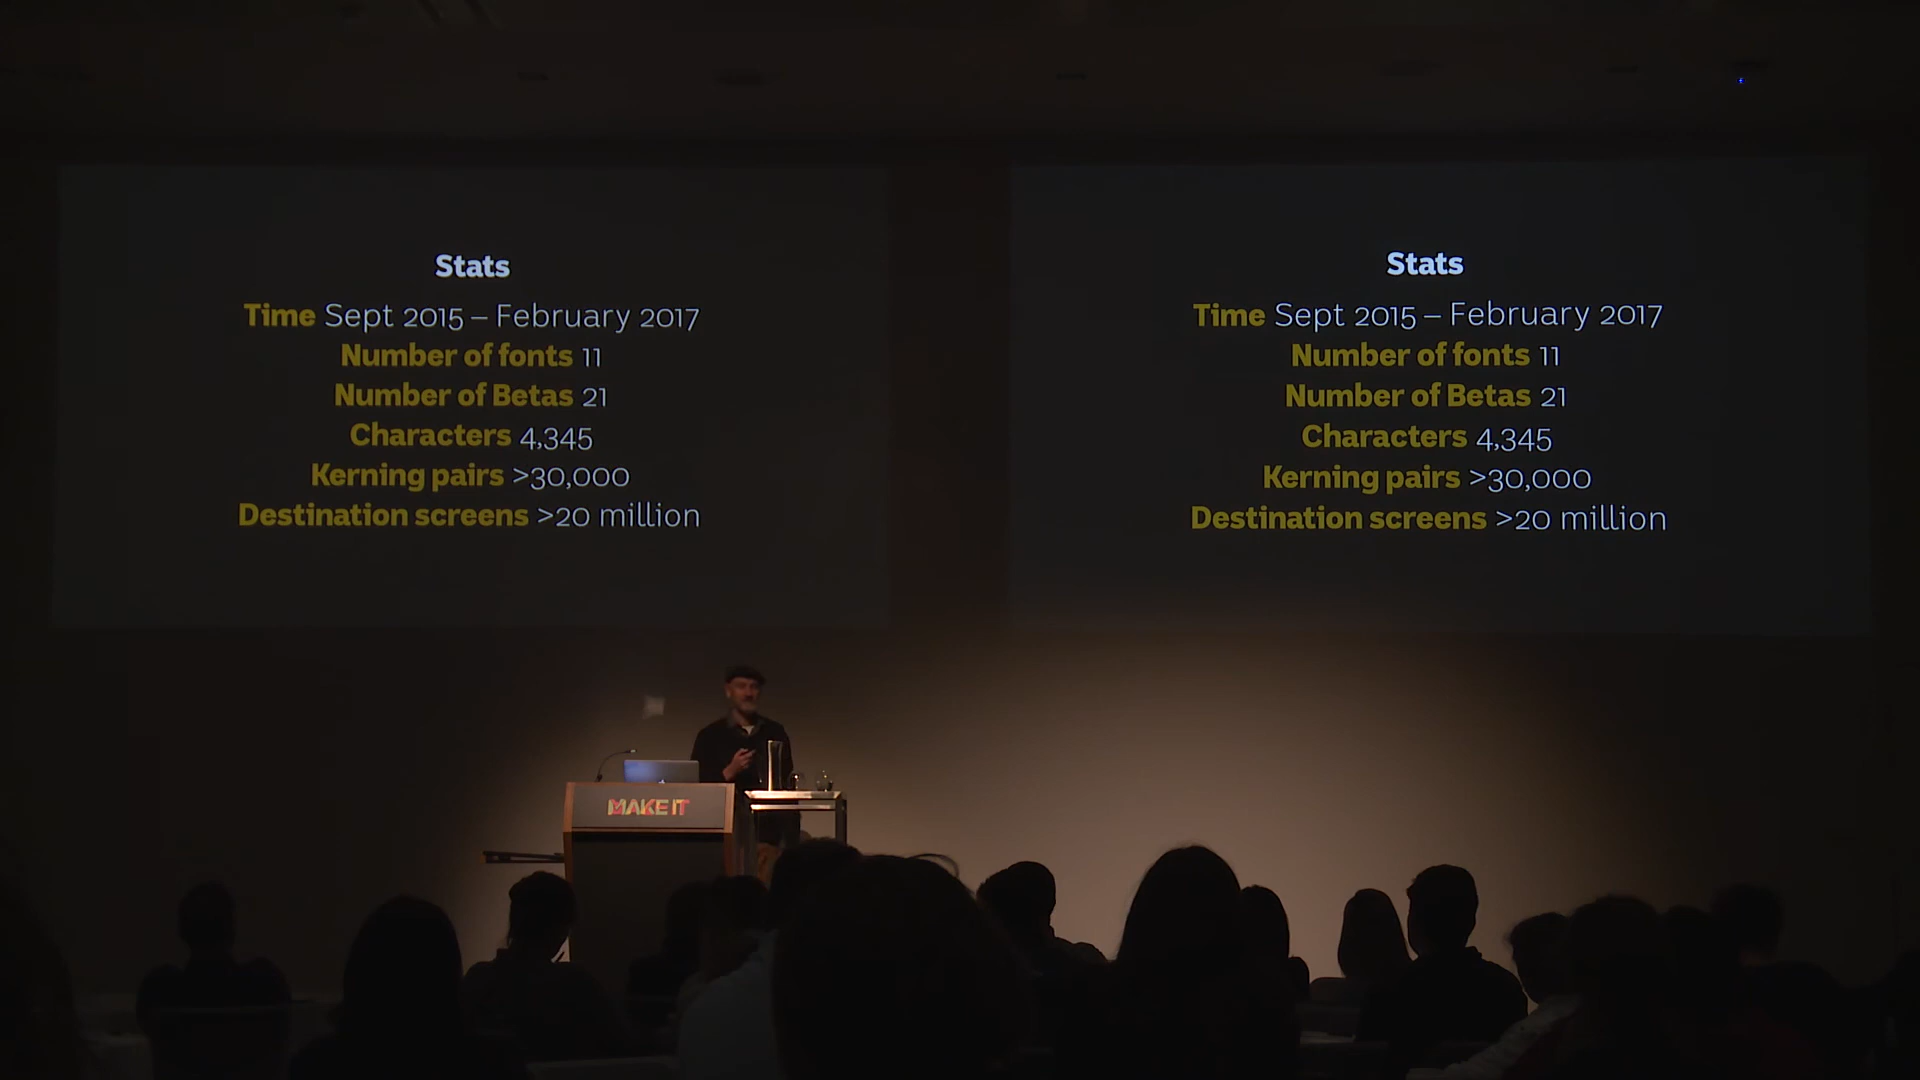 Stats
Time Sept 2015 – February 2017
Number of fonts 11
Number of Betas 21
Characters 4,345
Kerning pairs >30,000
Destination screens >20 million
Stats
Time Sept 2015 – February 2017
Number of fonts 11
Number of Betas 21
Characters 4,345
Kerning pairs >30,000
Destination screens >20 million
MAKE IT